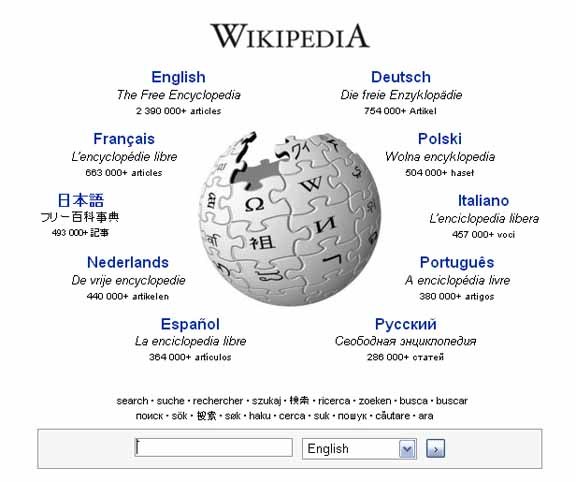 WIKIPEDIA
English
The Free Encyclopedia
2 390 000+ articles
Deutsch
Die freie Enzyklopädie
754 000+ Artikel
Français
L'encyclopédie libre
663 000+ articles
Polski
Wolna encyklopedia
504 000+ haseł
日本語
フリー百科事典
493 000+ 記事
Italiano
L'enciclopedia libera
457 000+ voci
Nederlands
De vrije encyclopedie
440 000+ artikelen
Português
A enciclopédia livre
380 000+ artigos
Español
La enciclopedia libre
364 000+ artículos
Русский
Свободная энциклопедия
286 000+ статей
Ω W
祖 И
search • suche • rechercher • szukaj • 検索 • ricerca • zoeken • busca • buscar
поиск • sök • 搜索 • søk • haku • cerca • suk • пошук • căutare • ara
English